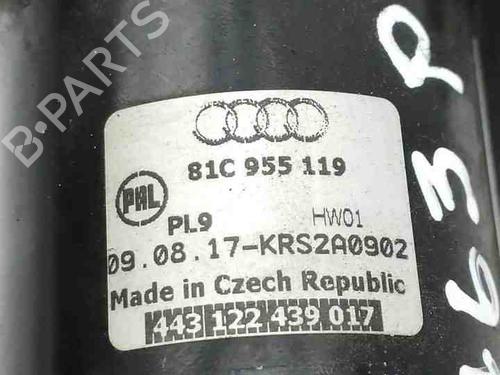 B-PARTS
81C 955 119
PHL
PL9 HW01
09.08.17-KRS2A0902
Made in Czech Republic
443 122 439 017